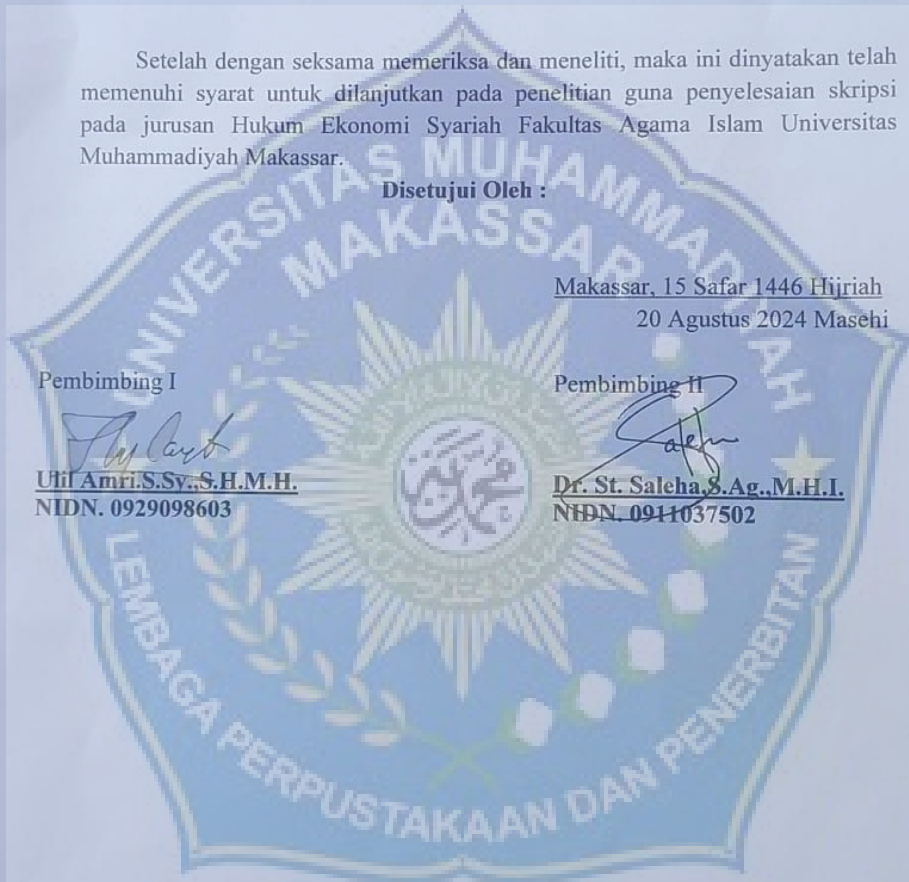 Setelah dengan seksama memeriksa dan meneliti, maka ini dinyatakan telah
memenuhi syarat untuk dilanjutkan pada penelitian guna penyelesaian skripsi
pada jurusan Hukum Ekonomi Syariah Fakultas Agama Islam Universitas
Muhammadiyah Makassar.
Disetujui Oleh :
Makassar, 15 Safar 1446 Hijriah
20 Agustus 2024 Masehi
Pembimbing I
Pembimbing II
Ulil Amri.S.Sy.,S.H.M.H.
NIDN. 0929098603
Dr. St. Saleha,S.Ag.,M.H.I.
NIDN. 0911037502
UNIVERSITAS MUHAMMADIYAH
MAKASSAR
LEMBAGA PERPUSTAKAAN DAN PENERBITAN